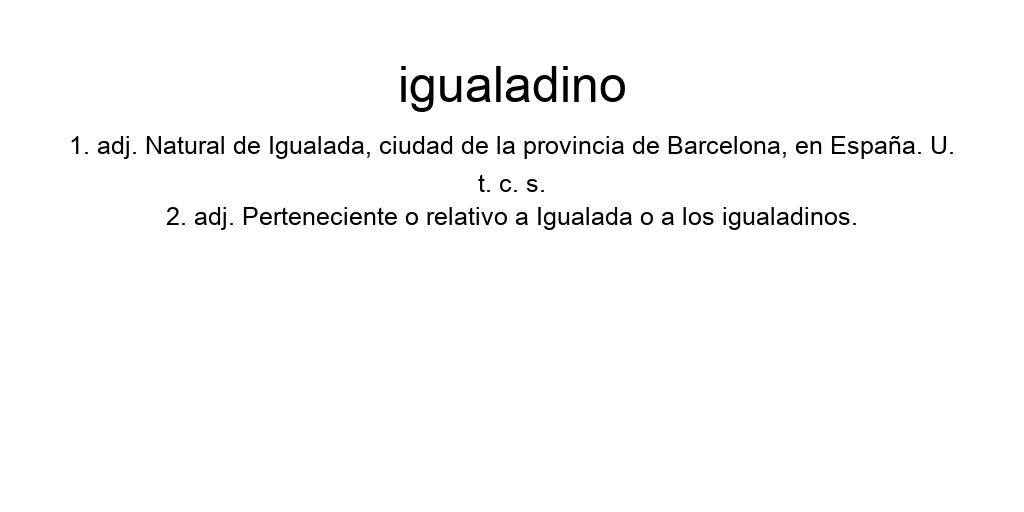 igualadino
1. adj. Natural de Igualada, ciudad de la provincia de Barcelona, en España. U.
t. c. s.
2. adj. Perteneciente o relativo a Igualada o a los igualadinos.